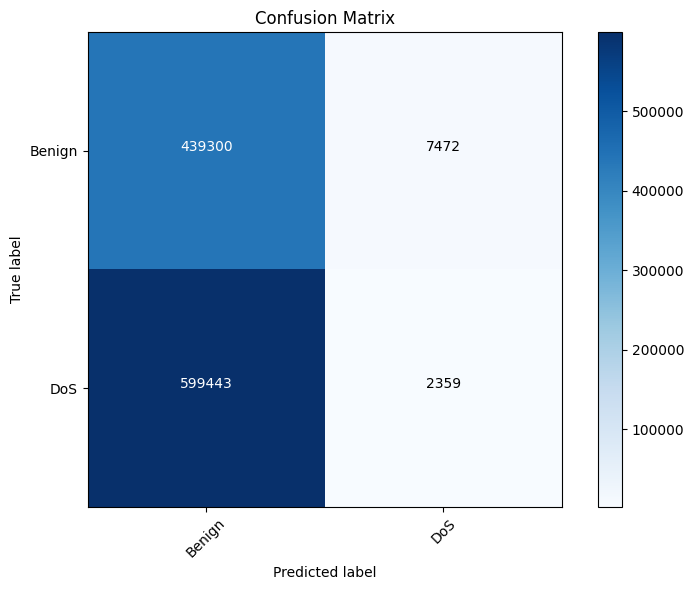 Confusion Matrix
True label
Benign
DoS
439300
7472
599443
2359
Benign
DoS
Predicted label
500000
400000
300000
200000
100000